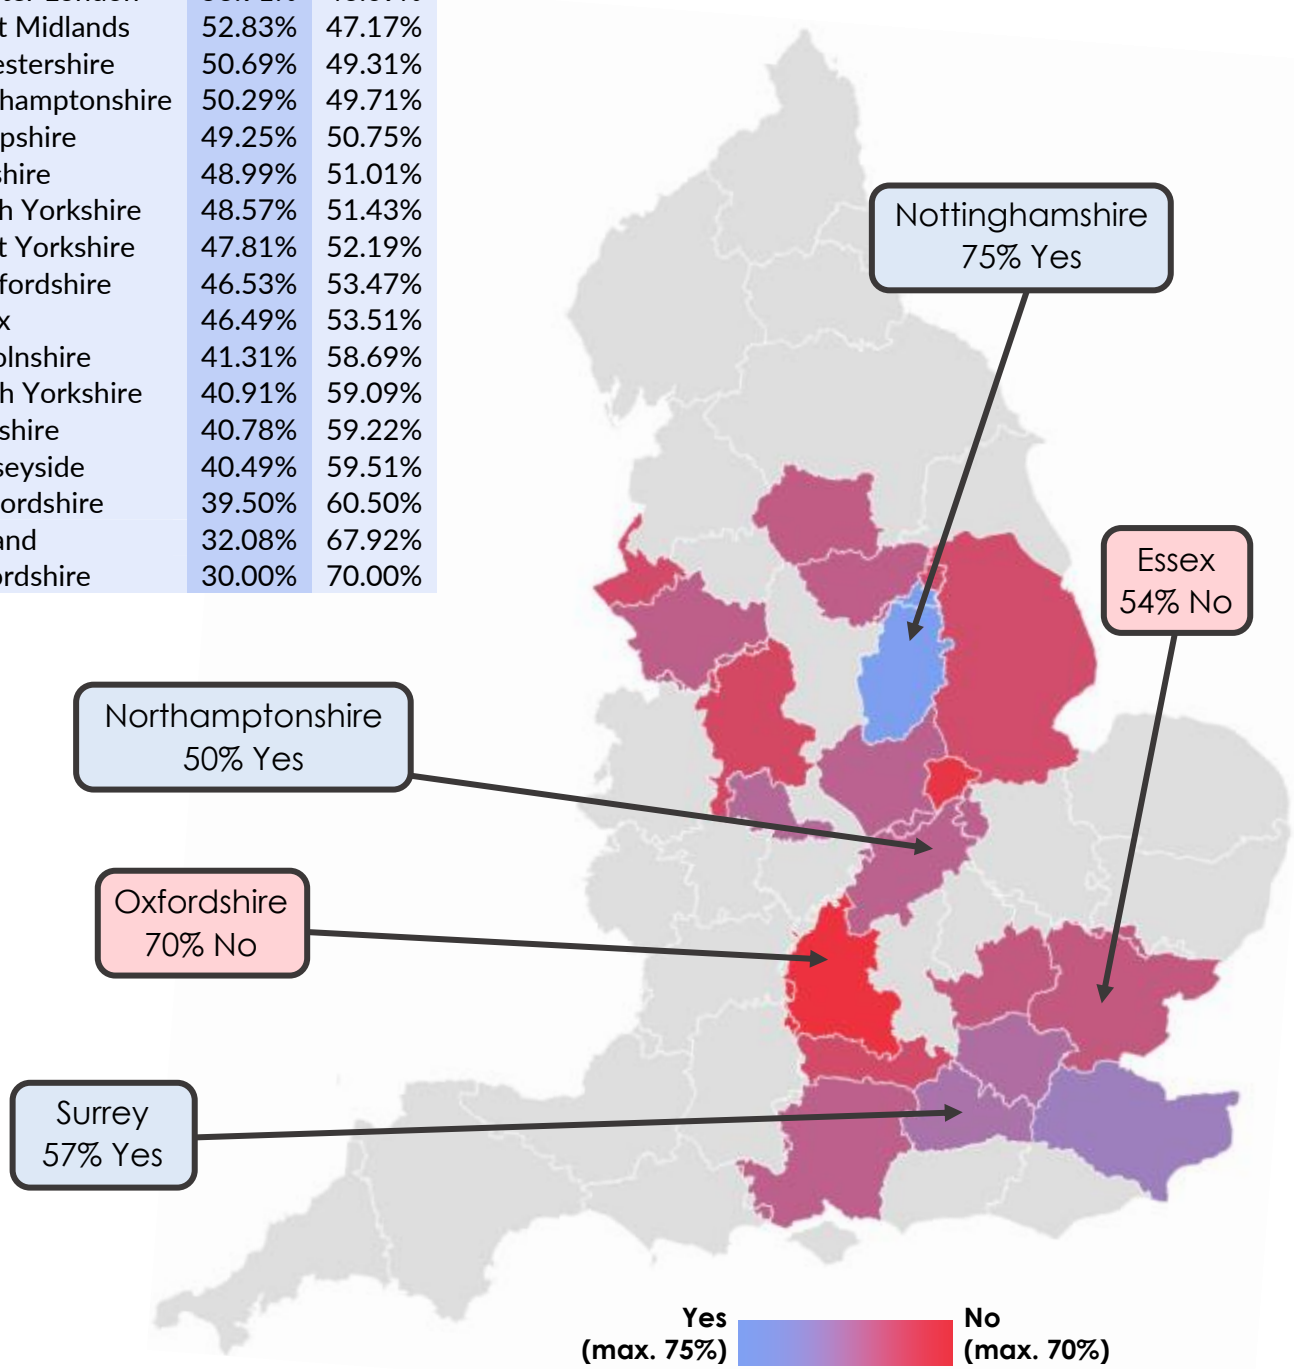 t Midlands 52.83% 47.17%
estershire 50.69% 49.31%
hamptonshire 50.29% 49.71%
pshire 49.25% 50.75%
shire 48.99% 51.01%
h Yorkshire 48.57% 51.43%
t Yorkshire 47.81% 52.19%
fordshire 46.53% 53.47%
x 46.49% 53.51%
olnshire 41.31% 58.69%
h Yorkshire 40.91% 59.09%
shire 40.78% 59.22%
seyside 40.49% 59.51%
ordshire 39.50% 60.50%
and 32.08% 67.92%
ordshire 30.00% 70.00%
Nottinghamshire
75% Yes
Essex
54% No
Northamptonshire
50% Yes
Oxfordshire
70% No
Surrey
57% Yes
Yes
(max. 75%)
No
(max. 70%)